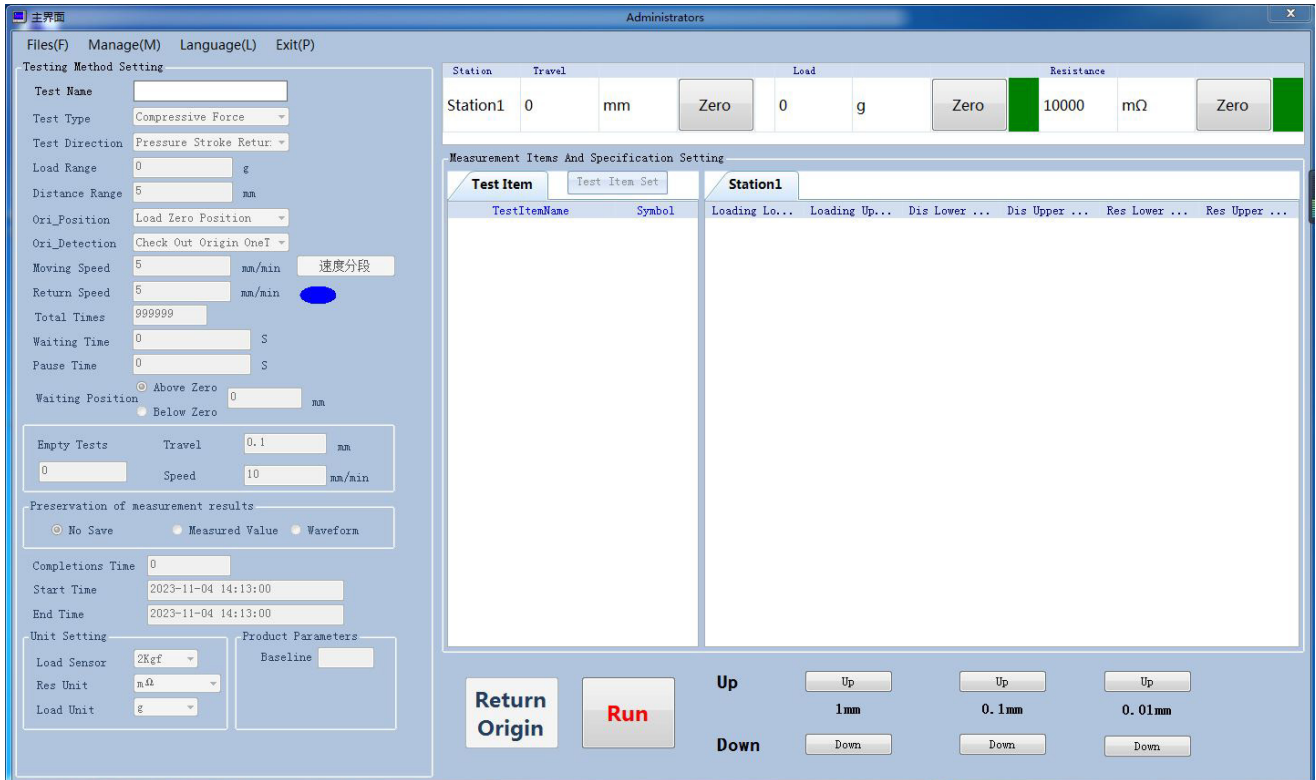 主界面
Administrators
x
Files(F) Manage(M) Language(L) Exit(P)
Testing Method Setting
Test Name
Test Type Compressive Force
Test Direction Pressure Stroke Retur:
Load Range 0 g
Distance Range 5 mm
Ori_Position Load Zero Position
Ori_Detection Check Out Origin OneT
Moving Speed 5 mm/min 速度分段
Return Speed 5 mm/min
Total Times 999999
Waiting Time 0 S
Pause Time 0 S
Waiting Position Above Zero 0 mm
Below Zero
Empty Tests Travel 0.1 mm
0 Speed 10 mm/min
Preservation of measurement results
No Save Measured Value Waveform
Completions Time 0
Start Time 2023-11-04 14:13:00
End Time 2023-11-04 14:13:00
Unit Setting
Load Sensor 2Kgf
Res Unit mΩ
Load Unit g
Product Parameters
Baseline
Station Travel Load Resistance
Station1 0 mm Zero 0 g Zero 10000 mΩ Zero
Measurement Items And Specification Setting
Test Item Test Item Set Station1
TestItemName Symbol Loading Lo... Loading Up... Dis Lower ... Dis Upper ... Res Lower ... Res Upper ...
Return
Origin
Run
Up Up Up Up
1mm 0.1mm 0.01mm
Down Down Down Down